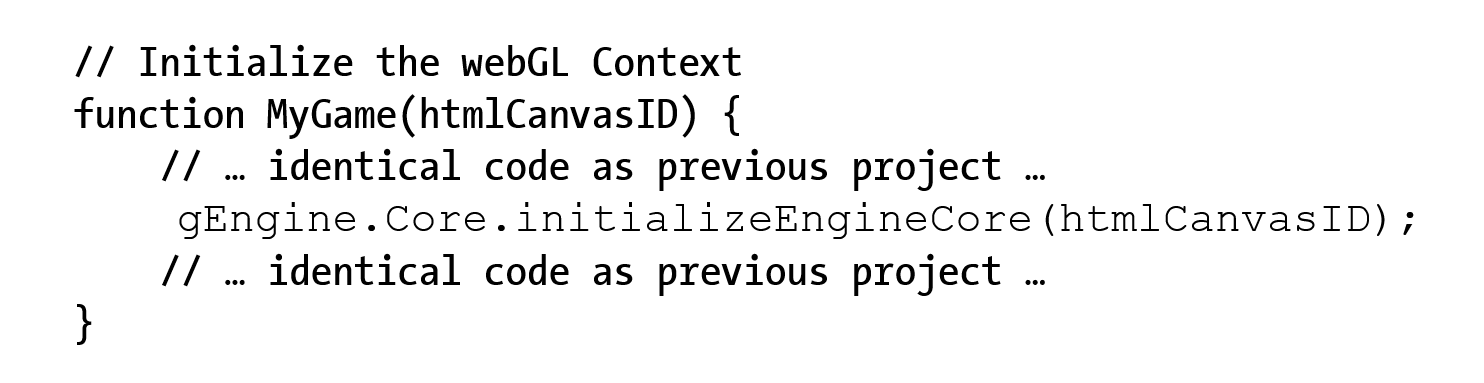 // Initialize the webGL Context
function MyGame(htmlCanvasID) {
// … identical code as previous project …
gEngine.Core.initializeEngineCore(htmlCanvasID);
// … identical code as previous project …
}